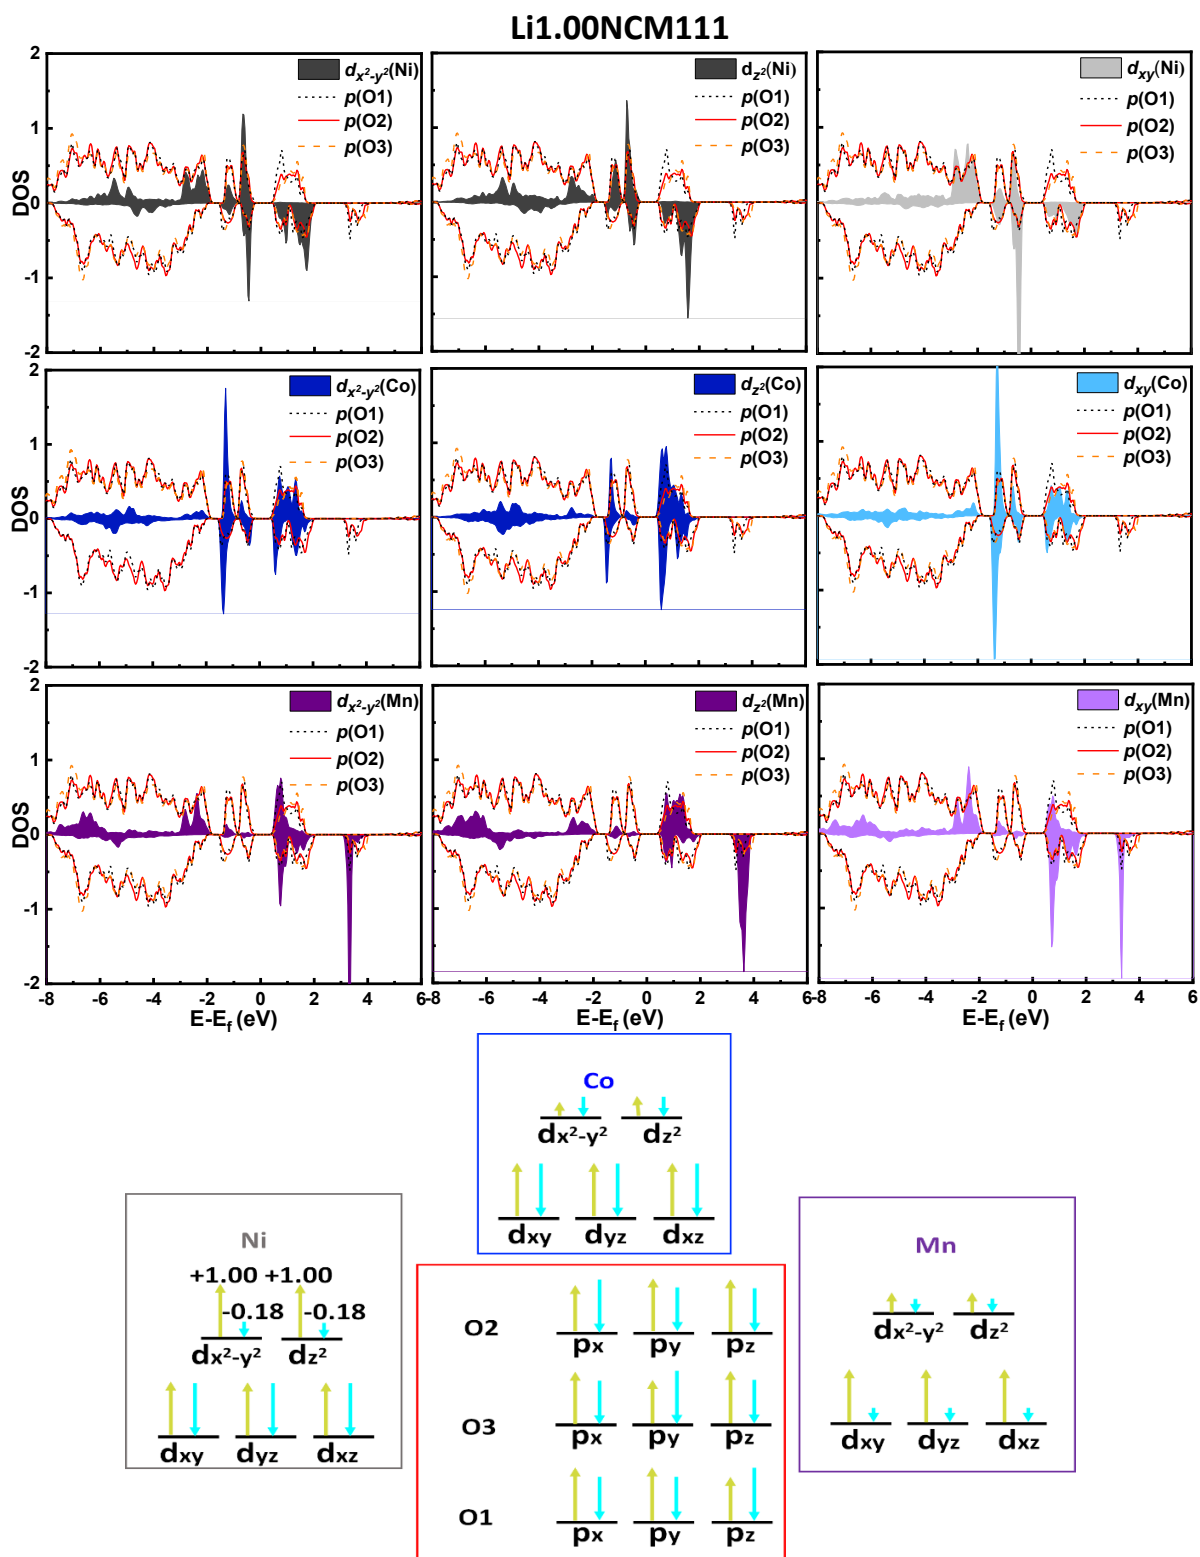 Li1.00NCM111
2
1
0
-1
-2
DOS
dx²-y²(Ni)
p(O1)
p(O2)
p(O3)
dz²(Ni)
p(O1)
p(O2)
p(O3)
dxy(Ni)
p(O1)
p(O2)
p(O3)
2
1
0
-1
-2
DOS
dx²-y²(Co)
p(O1)
p(O2)
p(O3)
dz²(Co)
p(O1)
p(O2)
p(O3)
dxy(Co)
p(O1)
p(O2)
p(O3)
2
1
0
-1
-2
DOS
dx²-y²(Mn)
p(O1)
p(O2)
p(O3)
dz²(Mn)
p(O1)
p(O2)
p(O3)
dxy(Mn)
p(O1)
p(O2)
p(O3)
-8 -6 -4 -2 0 2 4 6
-8 -6 -4 -2 0 2 4 6
-8 -6 -4 -2 0 2 4 6
E-Ef (eV)
E-Ef (eV)
E-Ef (eV)
Co
dx²-y² dz²
dxy dyz dxz
Ni
+1.00 +1.00
-0.18 -0.18
dx²-y² dz²
dxy dyz dxz
Mn
dx²-y² dz²
dxy dyz dxz
O2
px py pz
O3
px py pz
O1
px py pz